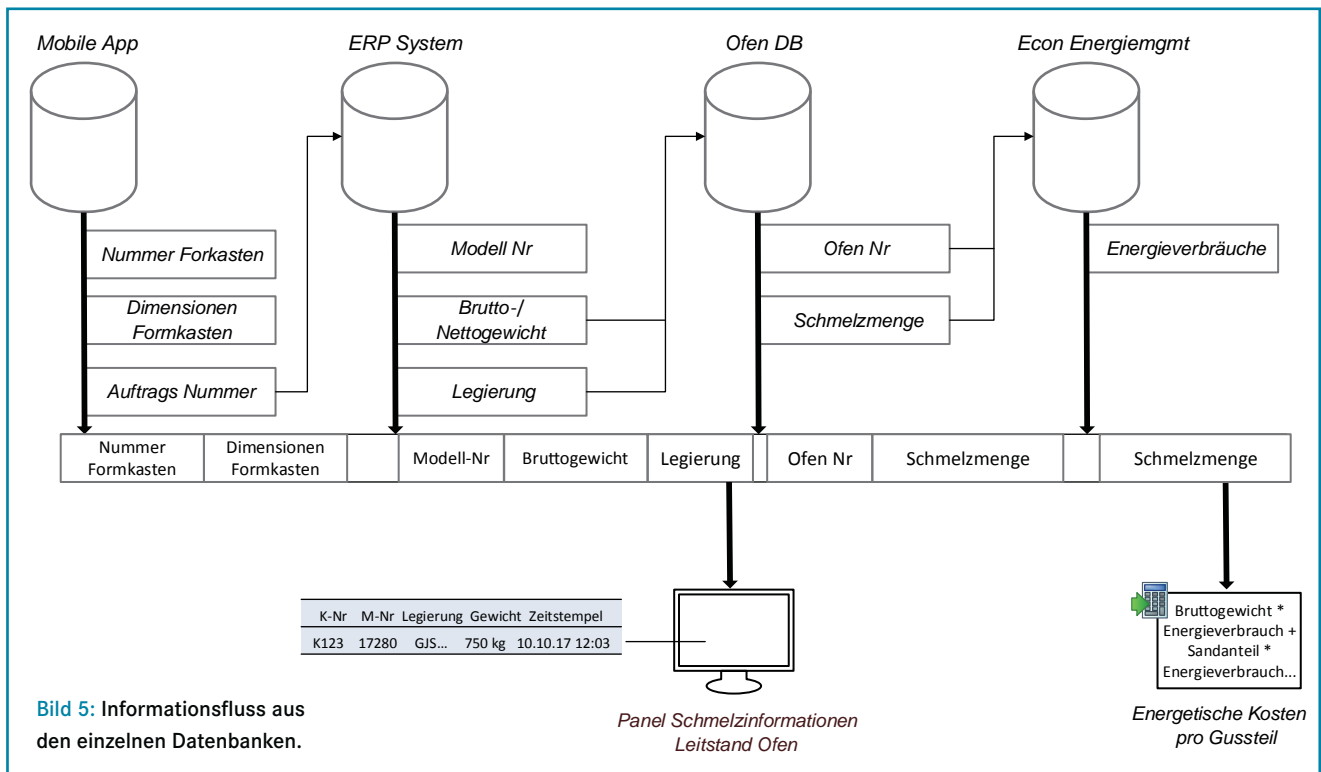 Mobile App
ERP System
Ofen DB
Econ Energiemgmt
Nummer Forkasten
Dimensionen
Formkasten
Auftrags Nummer
Modell Nr
Brutto-/
Nettogewicht
Legierung
Ofen Nr
Schmelzmenge
Energieverbräuche
Nummer
Formkasten
Dimensionen
Formkasten
Modell-Nr
Bruttogewicht
Legierung
Ofen Nr
Schmelzmenge
Schmelzmenge
K-Nr M-Nr Legierung Gewicht Zeitstempel
K123 17280 GJS... 750 kg 10.10.17 12:03
Panel Schmelzinformationen
Leitstand Ofen
Bruttogewicht *
Energieverbrauch +
Sandanteil *
Energieverbrauch...
Energetische Kosten
pro Gussteil
Bild 5: Informationsfluss aus
den einzelnen Datenbanken.